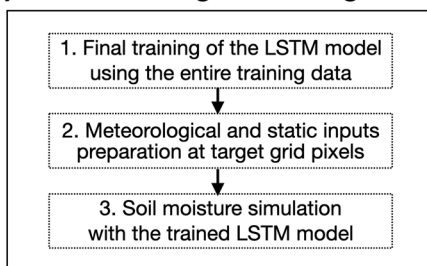 1. Final training of the LSTM model
using the entire training data
2. Meteorological and static inputs
preparation at target grid pixels
3. Soil moisture simulation
with the trained LSTM model